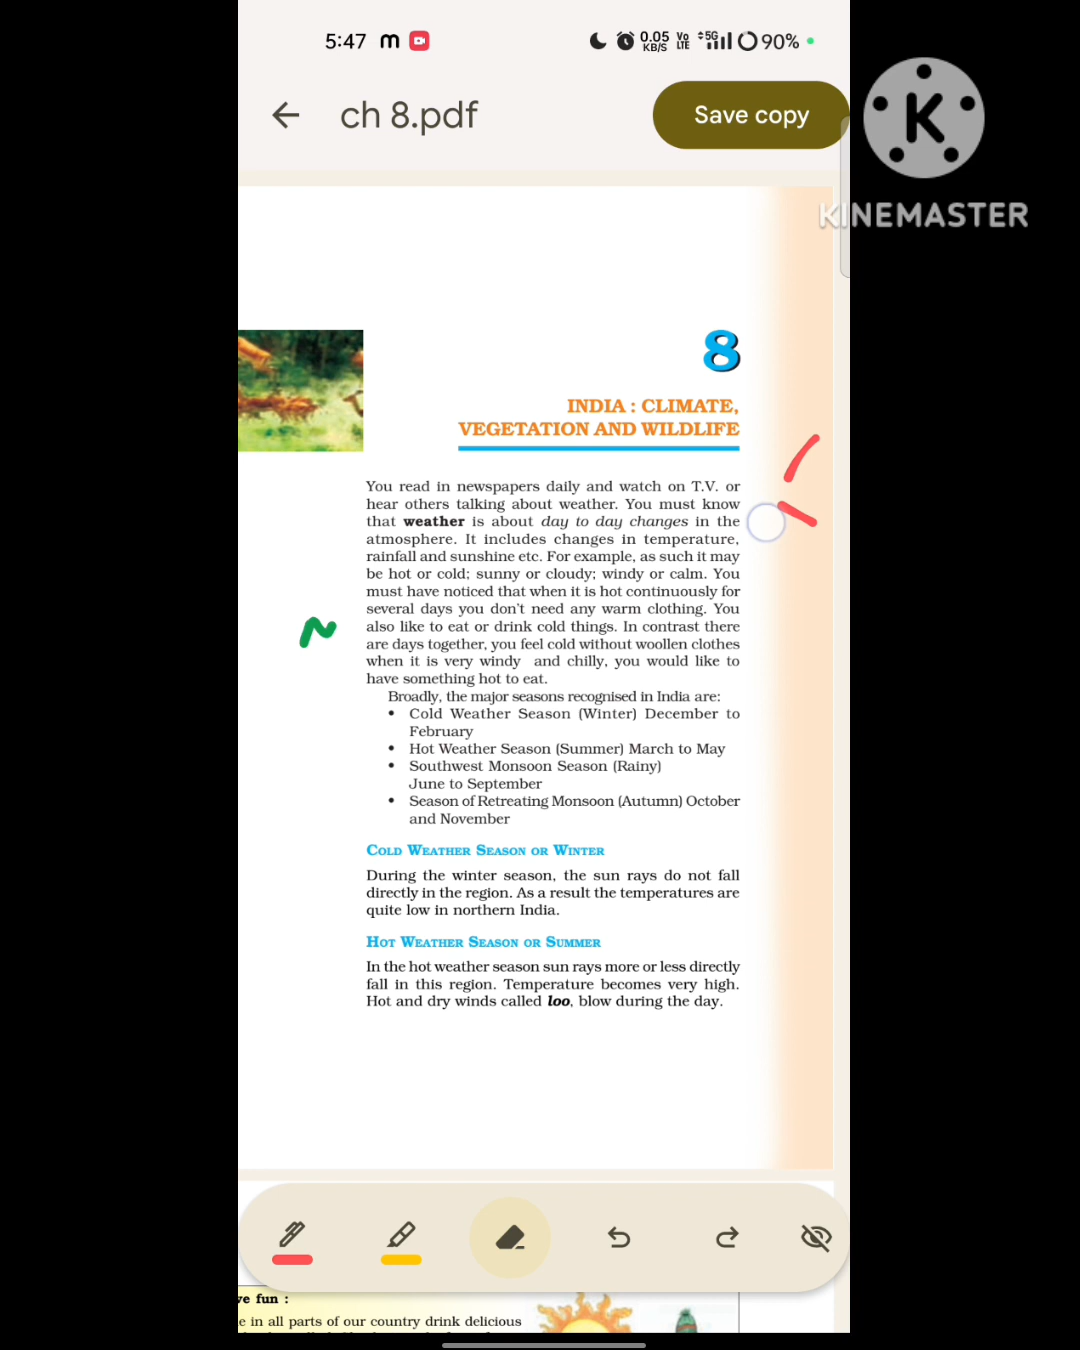 5:47 m 0.05 KB/S Vo LTE 5G 90%
ch 8.pdf
Save copy
K
KINEMASTER
8
INDIA : CLIMATE,
VEGETATION AND WILDLIFE
You read in newspapers daily and watch on T.V. or
hear others talking about weather. You must know
that weather is about day to day changes in the
atmosphere. It includes changes in temperature,
rainfall and sunshine etc. For example, as such it may
be hot or cold; sunny or cloudy; windy or calm. You
must have noticed that when it is hot continuously for
several days you don't need any warm clothing. You
also like to eat or drink cold things. In contrast there
are days together, you feel cold without woollen clothes
when it is very windy and chilly, you would like to
have something hot to eat.
Broadly, the major seasons recognised in India are:
• Cold Weather Season (Winter) December to
February
• Hot Weather Season (Summer) March to May
• Southwest Monsoon Season (Rainy)
June to September
• Season of Retreating Monsoon (Autumn) October
and November
COLD WEATHER SEASON OR WINTER
During the winter season, the sun rays do not fall
directly in the region. As a result the temperatures are
quite low in northern India.
HOT WEATHER SEASON OR SUMMER
In the hot weather season sun rays more or less directly
fall in this region. Temperature becomes very high.
Hot and dry winds called loo, blow during the day.
ve fun :
e in all parts of our country drink delicious